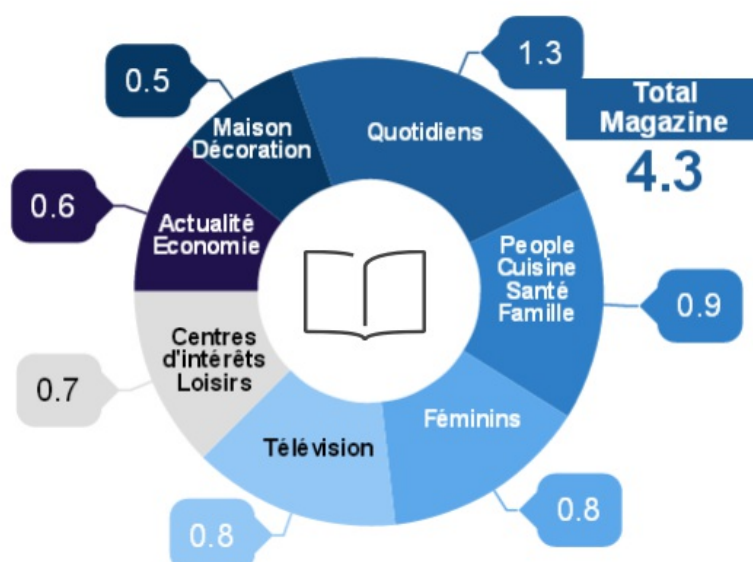 1.3
0.5
Total
Magazine
4.3
Quotidiens
Maison
Décoration
0.6
Actualité
Economie
People
Cuisine
Santé
Famille
0.9
Centres
d'intérêts
Loisirs
0.7
Féminins
Télévision
0.8
0.8